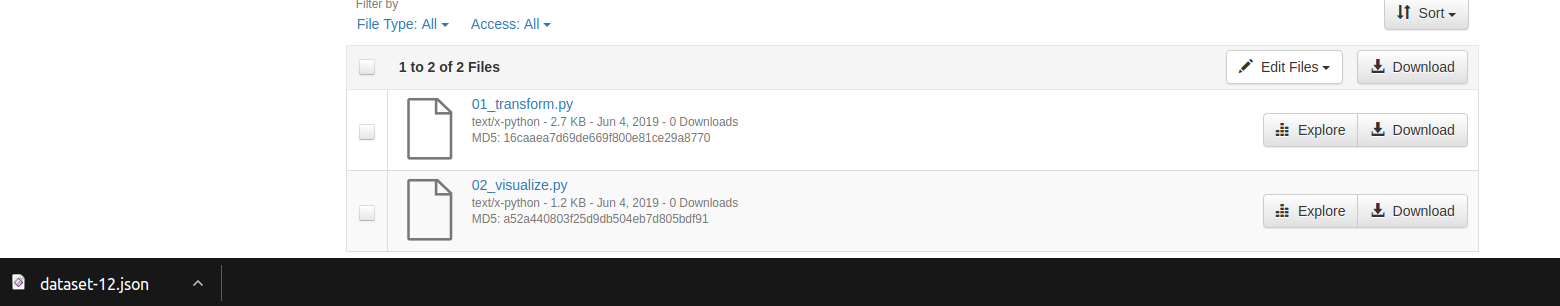 Filter by
File Type: All Access: All
Sort
1 to 2 of 2 Files Edit Files Download
01_transform.py
text/x-python - 2.7 KB - Jun 4, 2019 - 0 Downloads
MD5: 16caaea7d69de669f800e81ce29a8770
Explore Download
02_visualize.py
text/x-python - 1.2 KB - Jun 4, 2019 - 0 Downloads
MD5: a52a440803f25d9db504eb7d805bdf91
Explore Download
dataset-12.json